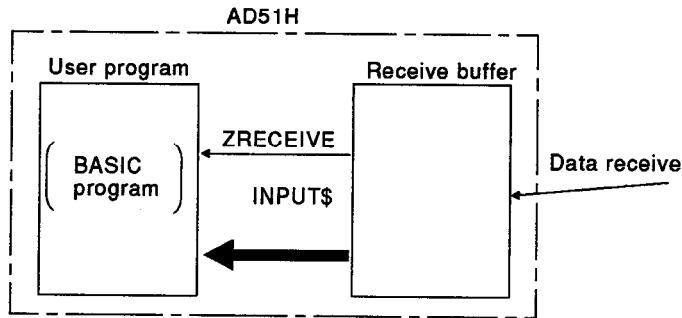 AD51H
User program
Receive buffer
ZRECEIVE
Data receive
BASIC
program
INPUT$